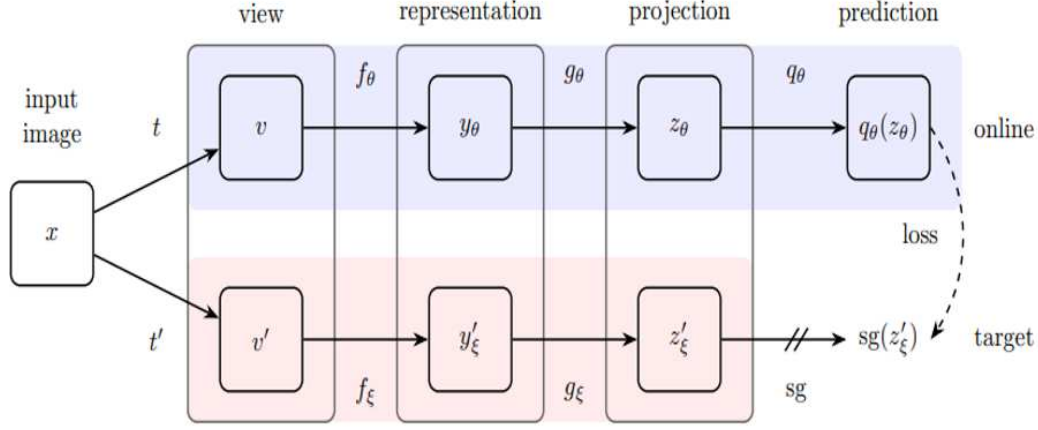 view
representation
projection
prediction
input
image
t
f_θ
g_θ
q_θ
x
v
y_θ
z_θ
q_θ(z_θ)
online
loss
t′
v′
y′_ξ
z′_ξ
sg(z′_ξ)
target
f_ξ
g_ξ
sg